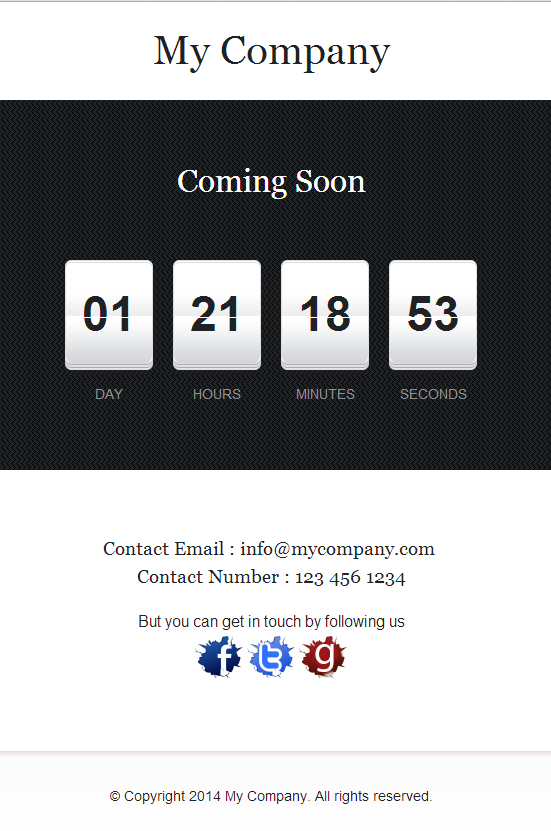 My Company
Coming Soon
01 21 18 53
DAY HOURS MINUTES SECONDS
Contact Email : info@mycompany.com
Contact Number : 123 456 1234
But you can get in touch by following us
f t g
© Copyright 2014 My Company. All rights reserved.